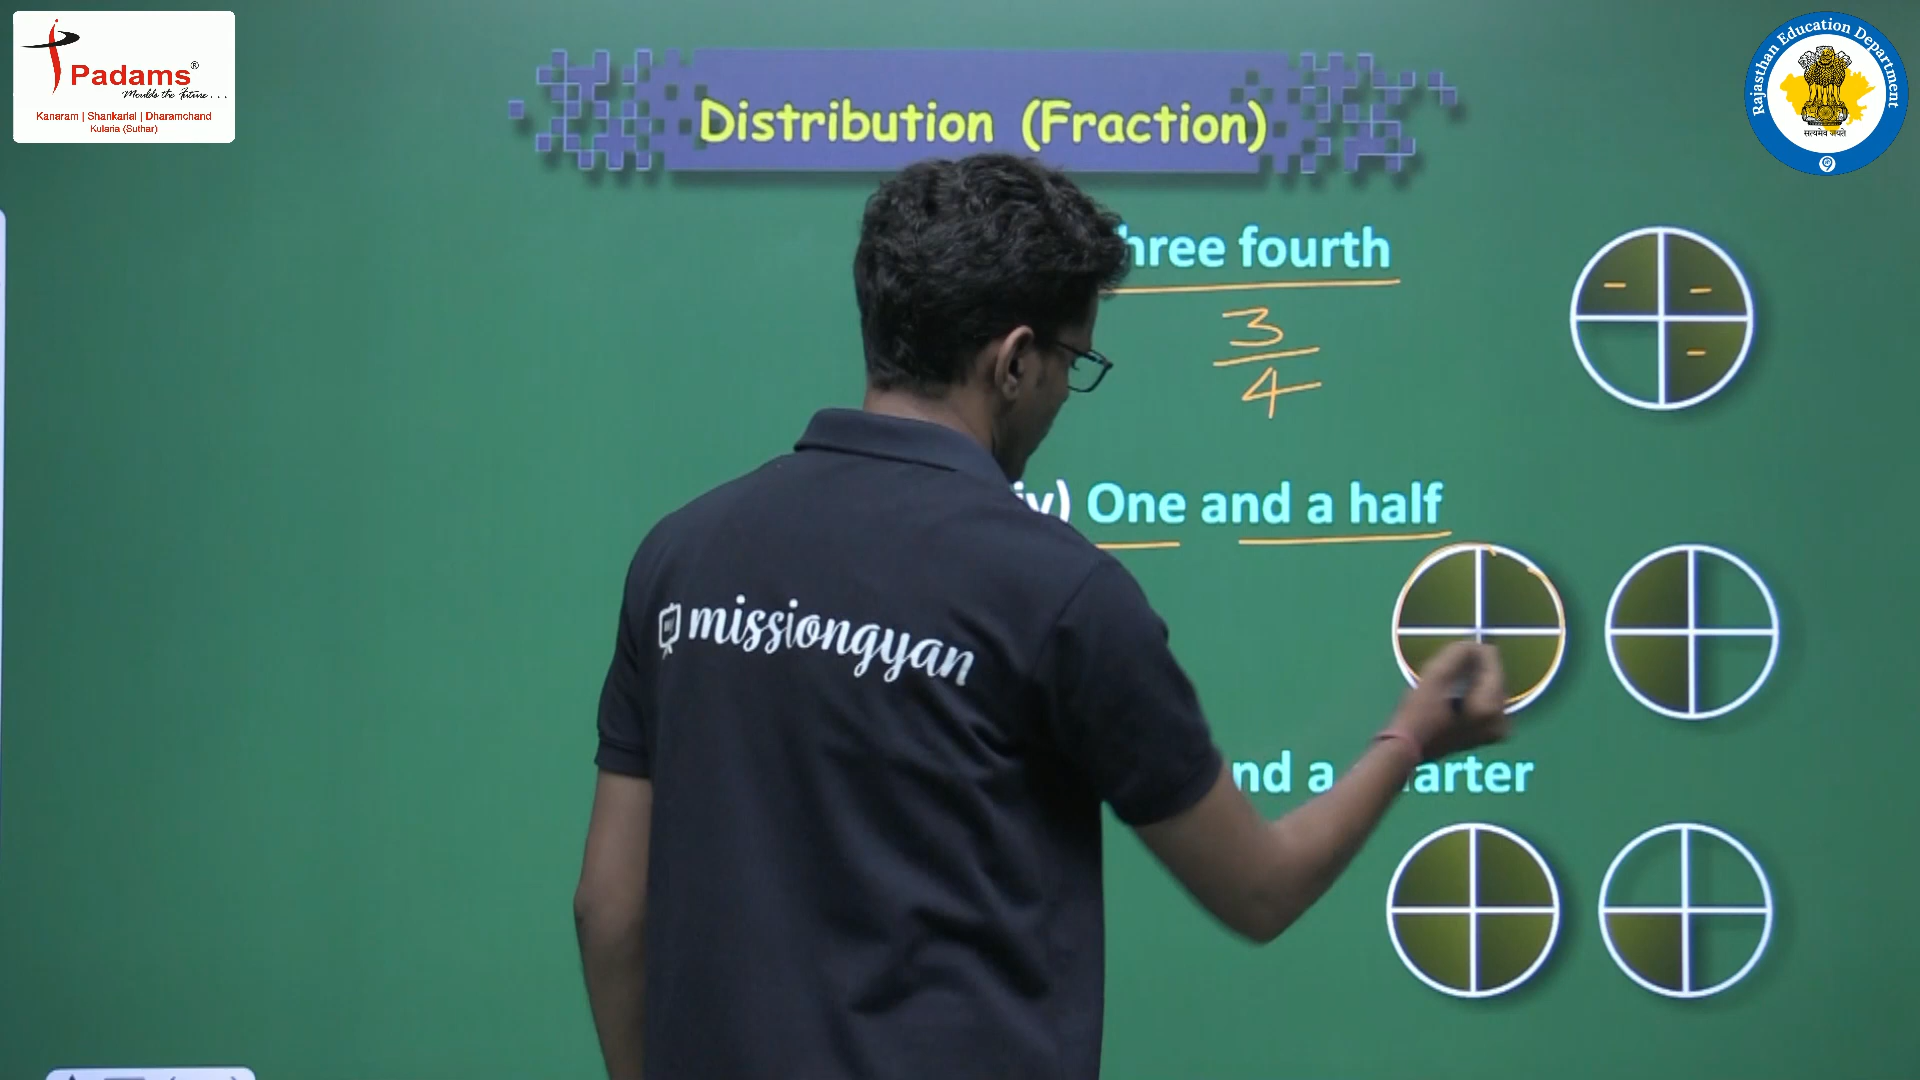 Padams®
Moulds the Future...
Kanaram | Shankarlal | Dharamchand
Kularia (Suthar)
Rajasthan Education Department
सत्यमेव जयते
Distribution (Fraction)
hree fourth
3
4
iv) One and a half
missiongyan
nd a arter